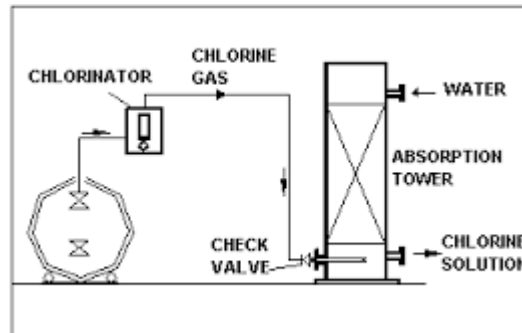 CHLORINATOR
CHLORINE
GAS
WATER
ABSORPTION
TOWER
CHECK
VALVE
CHLORINE
SOLUTION